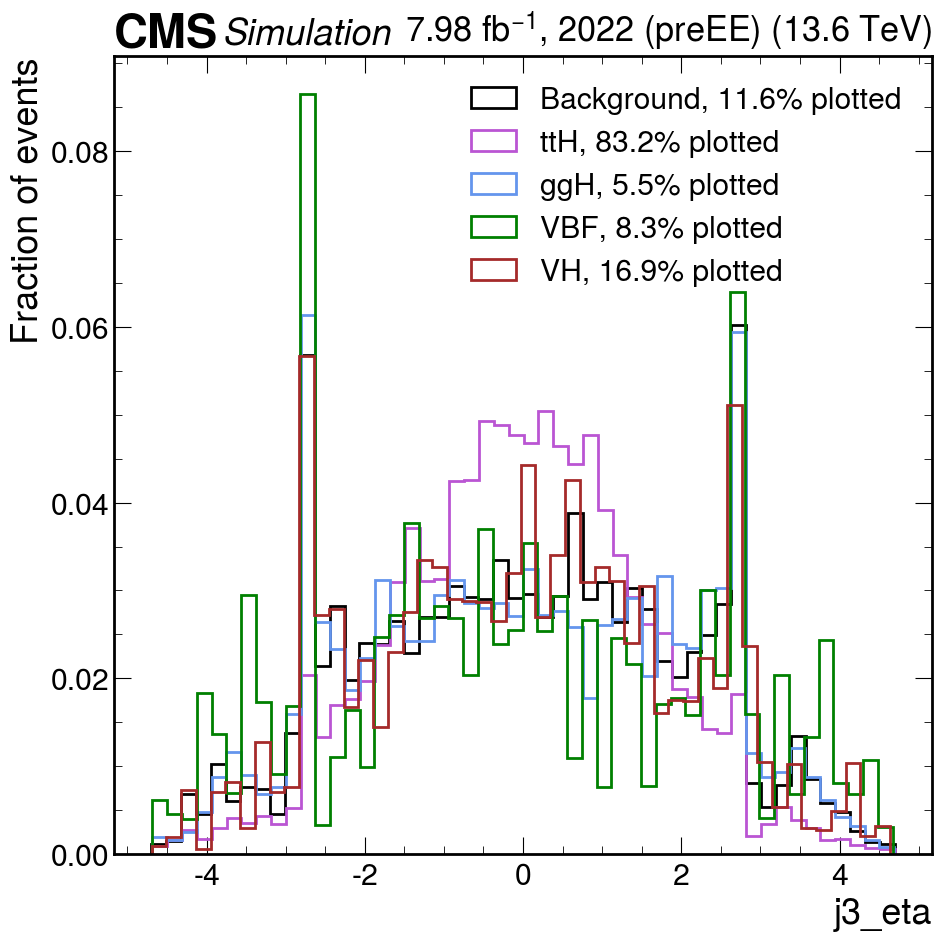 CMS Simulation 7.98 fb⁻¹, 2022 (preEE) (13.6 TeV)
Fraction of events
Background, 11.6% plotted
ttH, 83.2% plotted
ggH, 5.5% plotted
VBF, 8.3% plotted
VH, 16.9% plotted
0.08
0.06
0.04
0.02
0.00
-4 -2 0 2 4
j3_eta